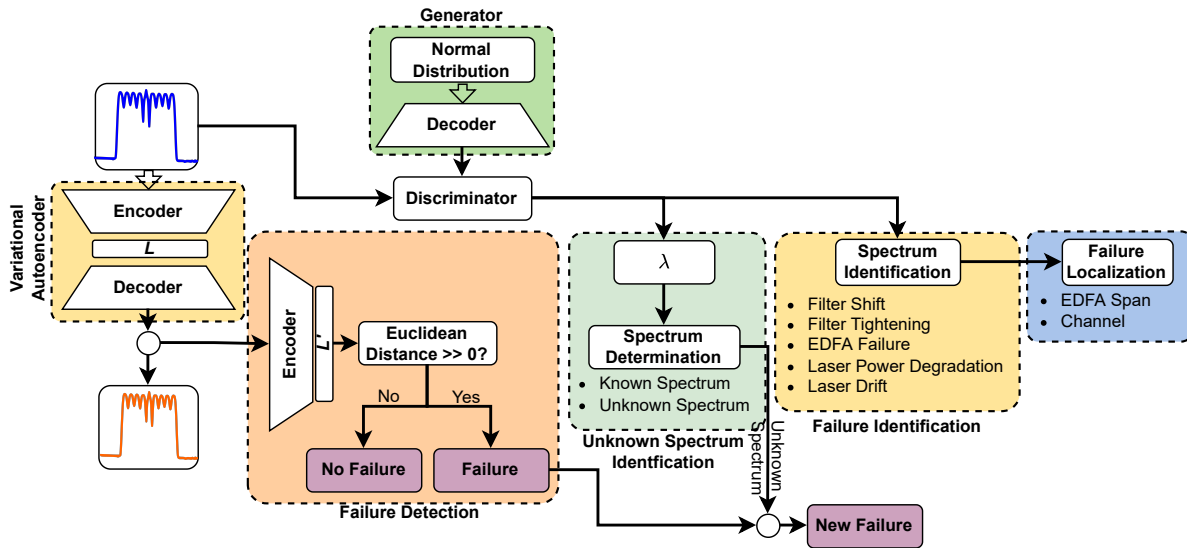 Generator
Normal
Distribution
Decoder
Discriminator
Variational
Autoencoder
Encoder
L
Decoder
Encoder
L'
Euclidean
Distance >> 0?
No
Yes
No Failure
Failure
Failure Detection
λ
Spectrum
Determination
• Known Spectrum
• Unknown Spectrum
Unknown Spectrum
Identfication
Unknown
Spectrum
Spectrum
Identification
• Filter Shift
• Filter Tightening
• EDFA Failure
• Laser Power Degradation
• Laser Drift
Failure Identification
Failure
Localization
• EDFA Span
• Channel
New Failure